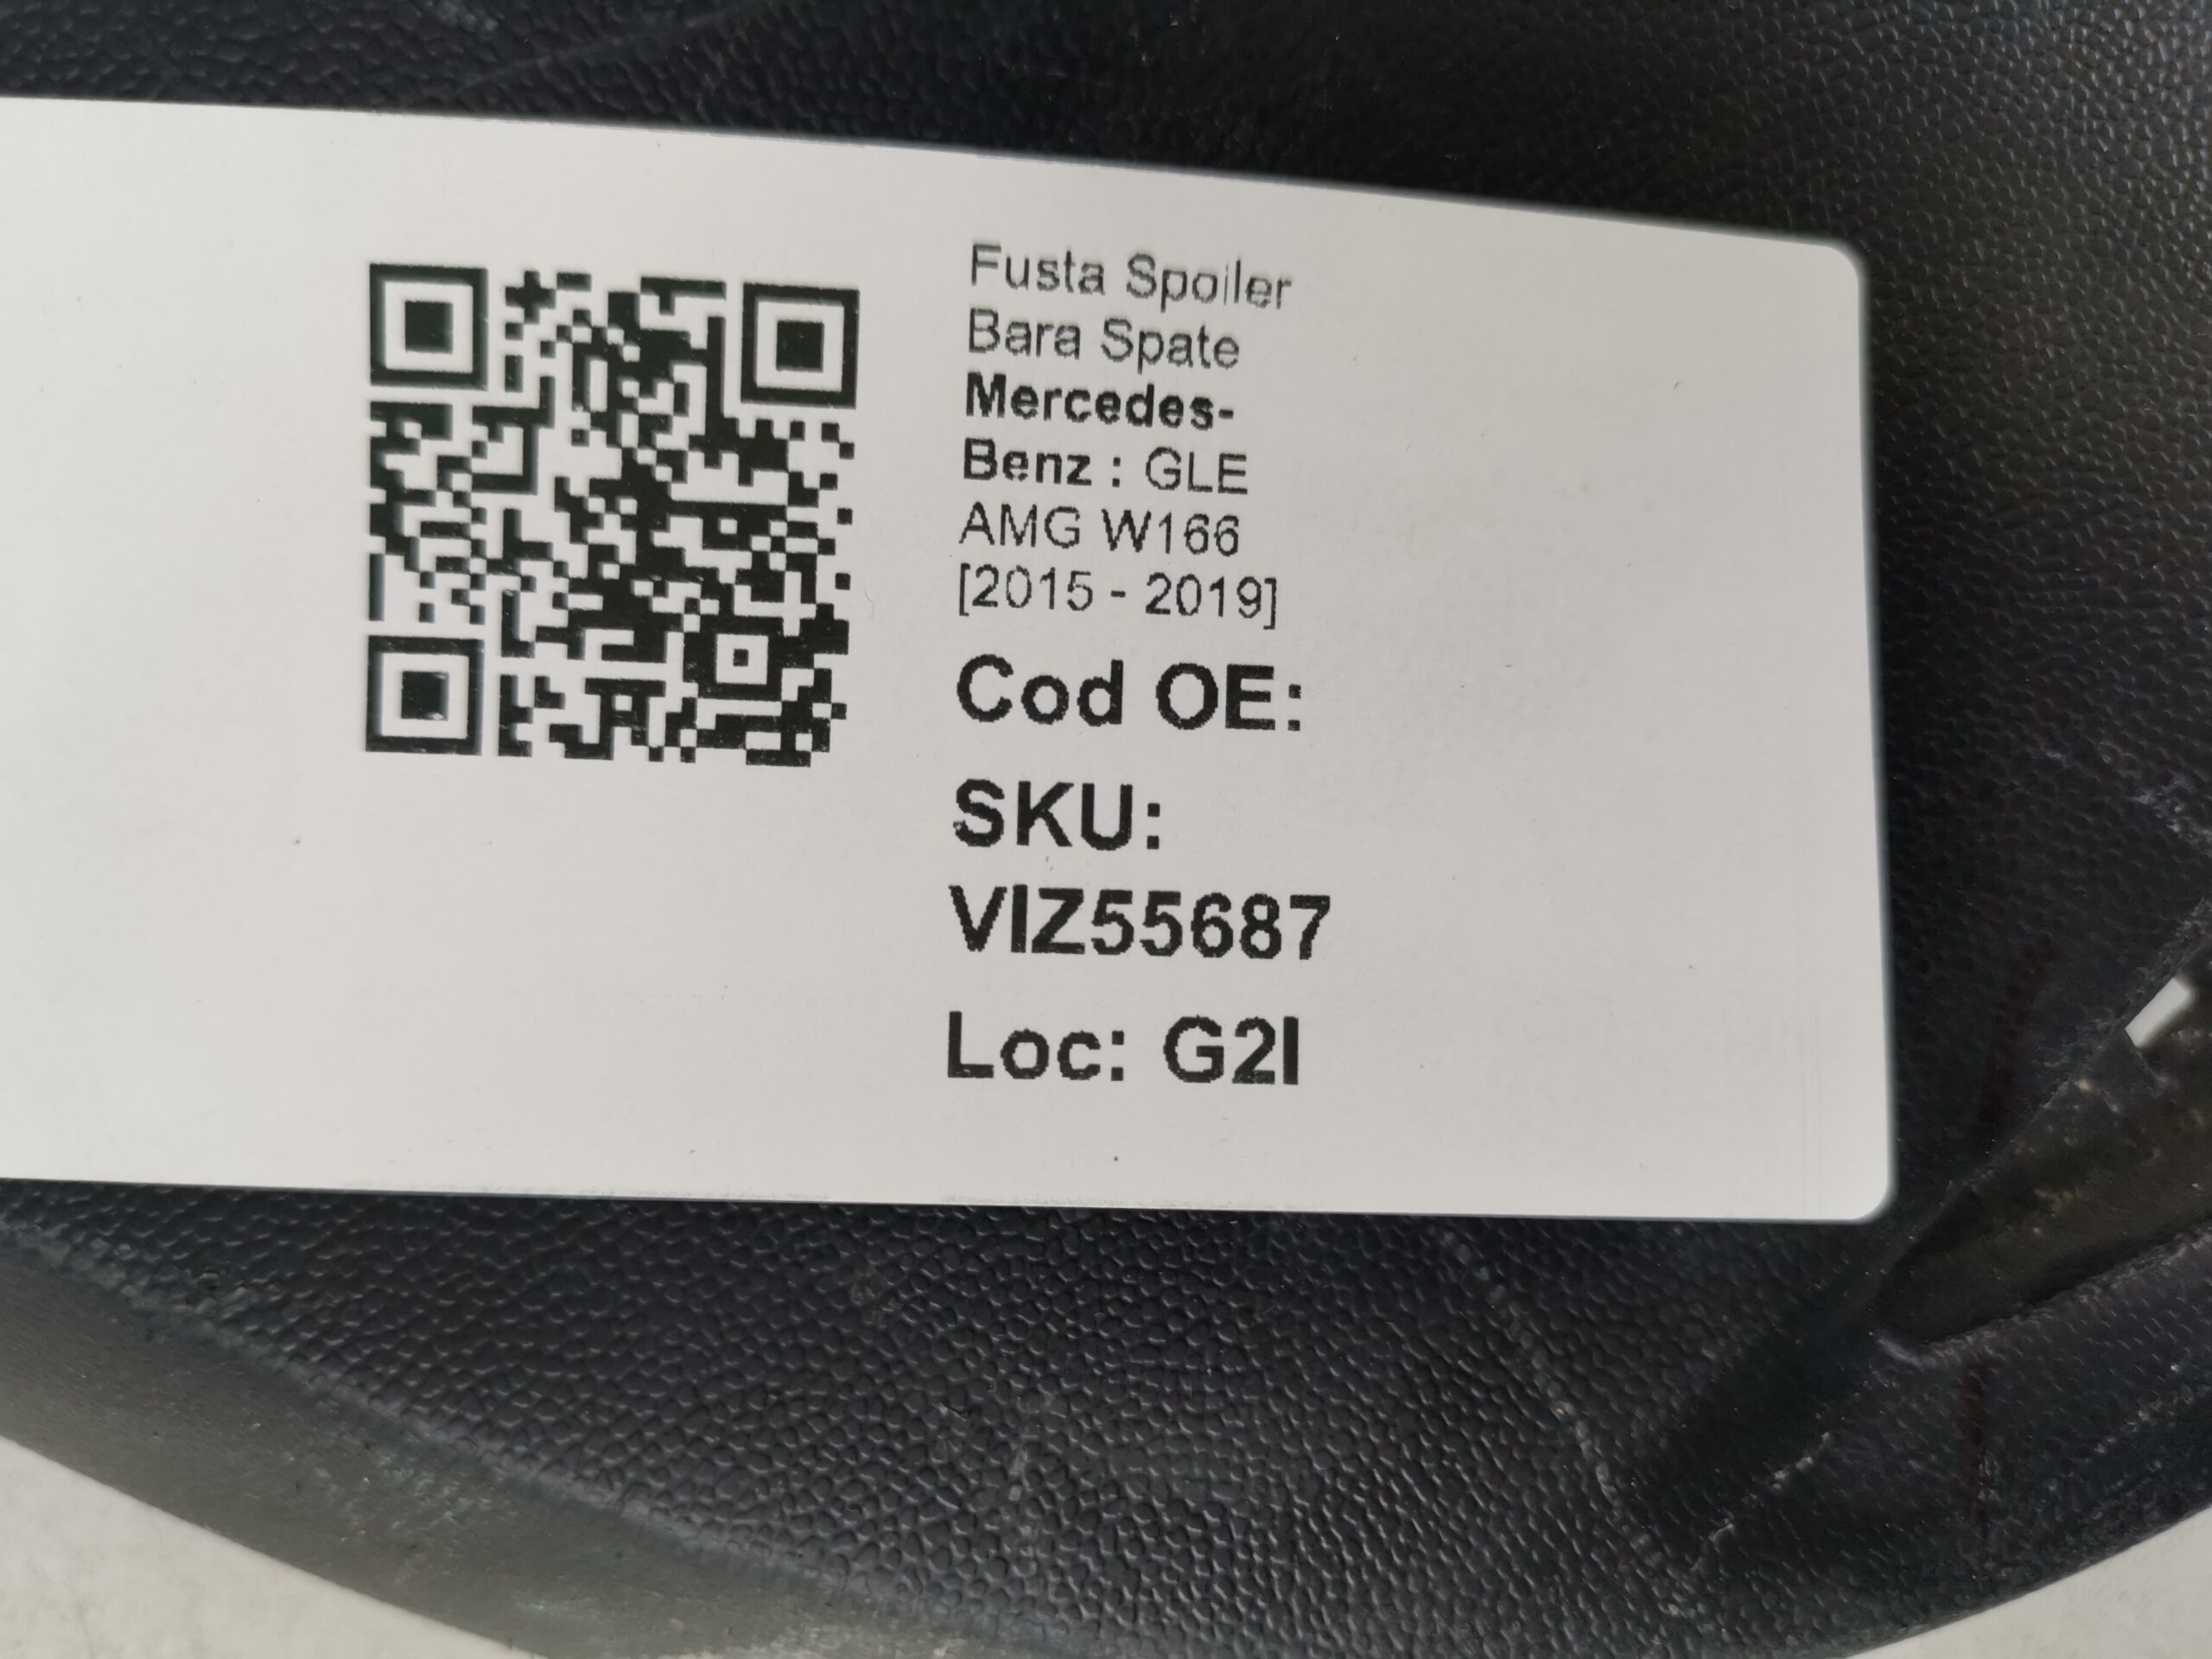 Fusta Spoiler
Bara Spate
Mercedes-
Benz : GLE
AMG W166
[2015 - 2019]
Cod OE:
SKU:
VIZ55687
Loc: G2I